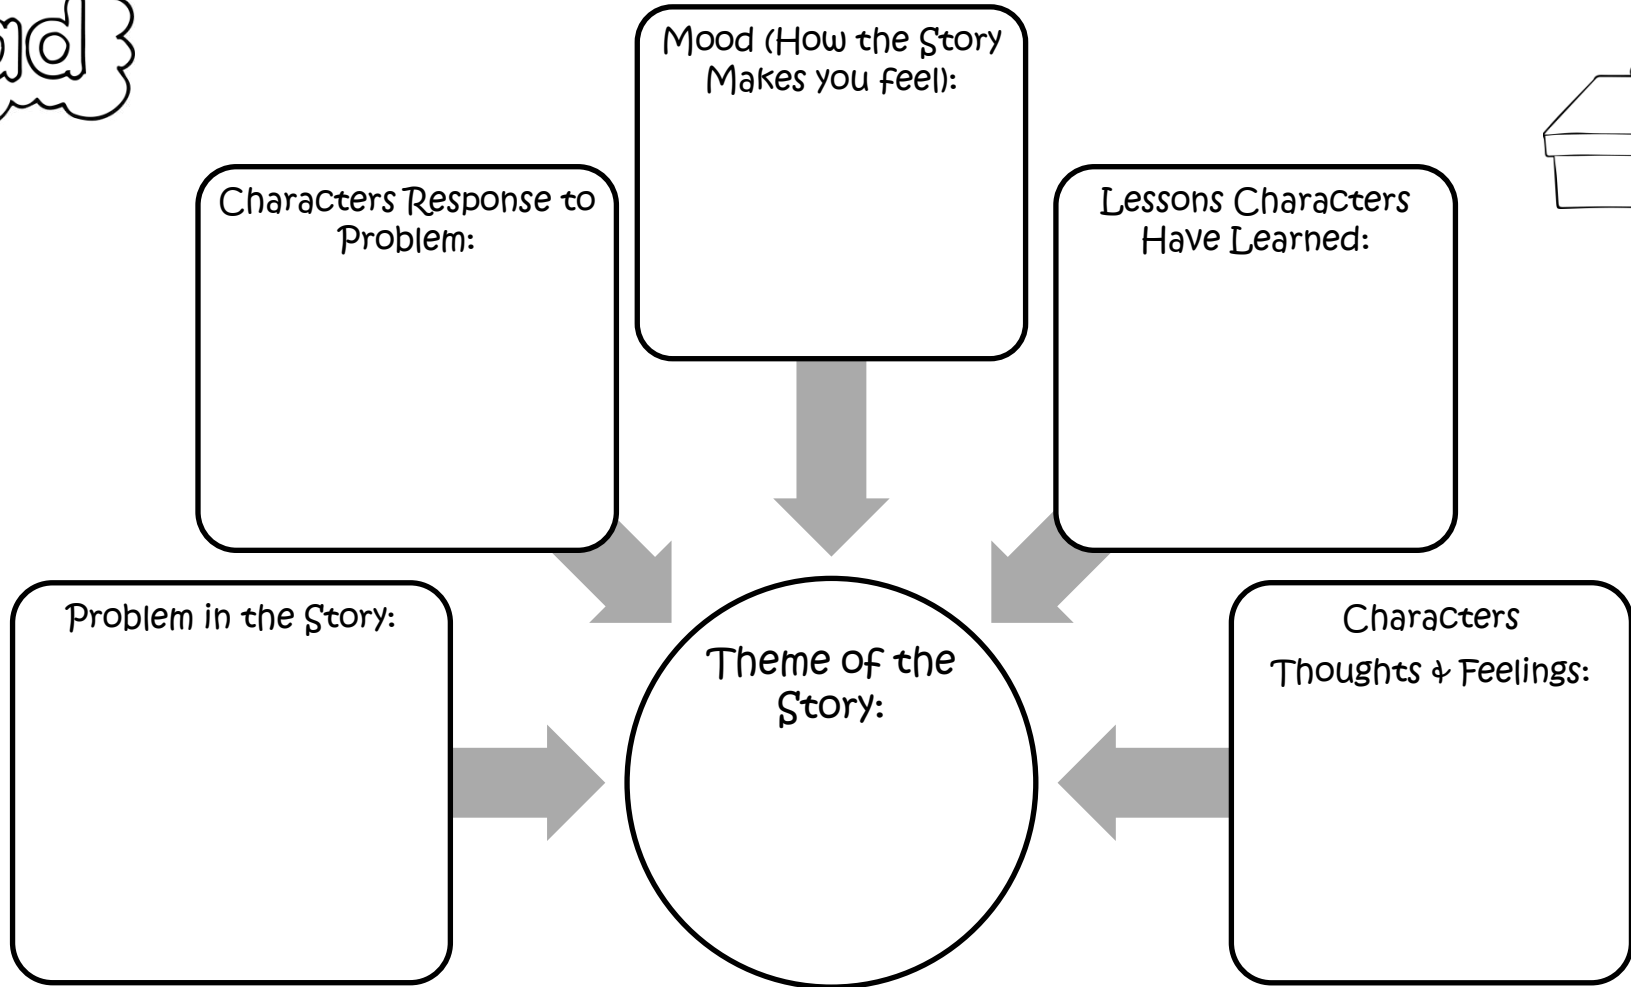 Mood (How the Story
Makes you feel):
Characters Response to
Problem:
Lessons Characters
Have Learned:
Problem in the Story:
Theme of the
Story:
Characters
Thoughts & Feelings: